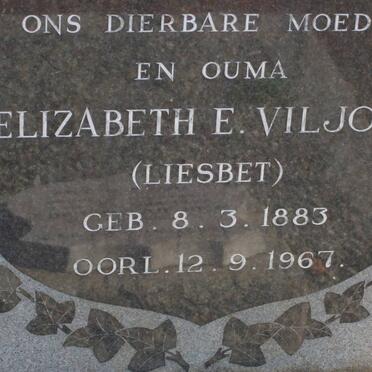 ONS DIERBARE MOED
EN OUMA
ELIZABETH E. VILJO
(LIESBET)
GEB. 8. 3. 1883
OORL. 12. 9. 1967.